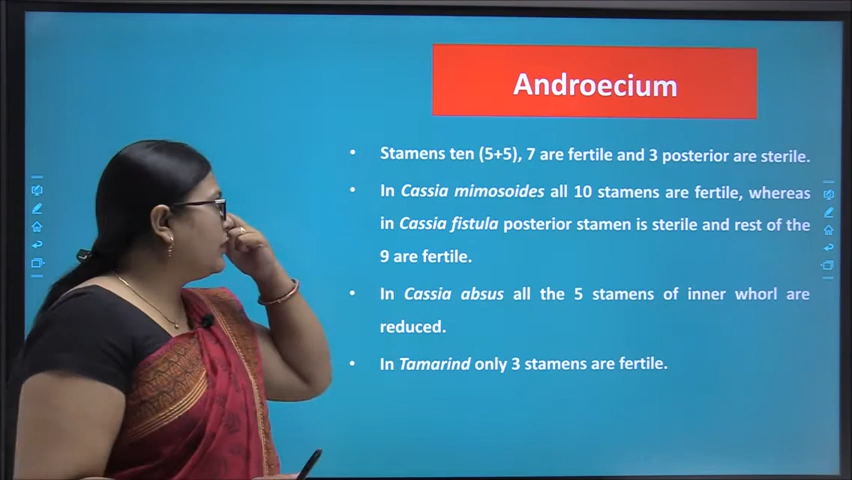 Androecium
• Stamens ten (5+5), 7 are fertile and 3 posterior are sterile.
• In Cassia mimosoides all 10 stamens are fertile, whereas
in Cassia fistula posterior stamen is sterile and rest of the
9 are fertile.
• In Cassia absus all the 5 stamens of inner whorl are
reduced.
• In Tamarind only 3 stamens are fertile.